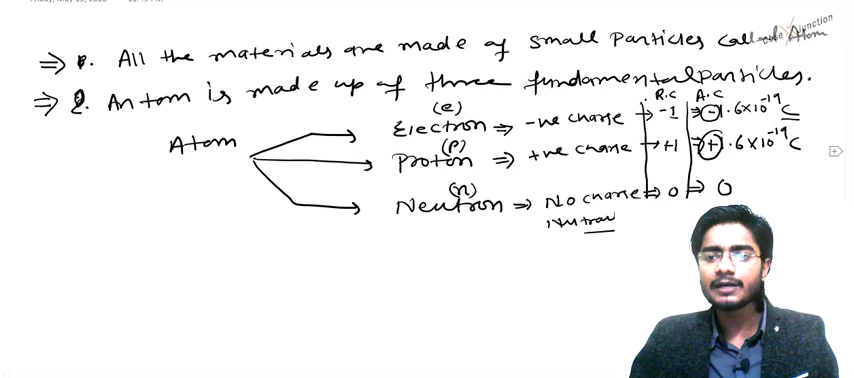 ⇒ 1. All the materials are made of small Particles called Atom
⇒ 2. An tom is made up of three fundamental Particles.
R.C A.C
(e)
Atom Electron ⇒ -ve charge → -1 ⇒ -1.6×10⁻¹⁹ C
(P)
Proton ⇒ +ve charge → +1 ⇒ +1.6×10⁻¹⁹ C
(n)
Neutron ⇒ No charge ⇒ 0 ⇒ 0